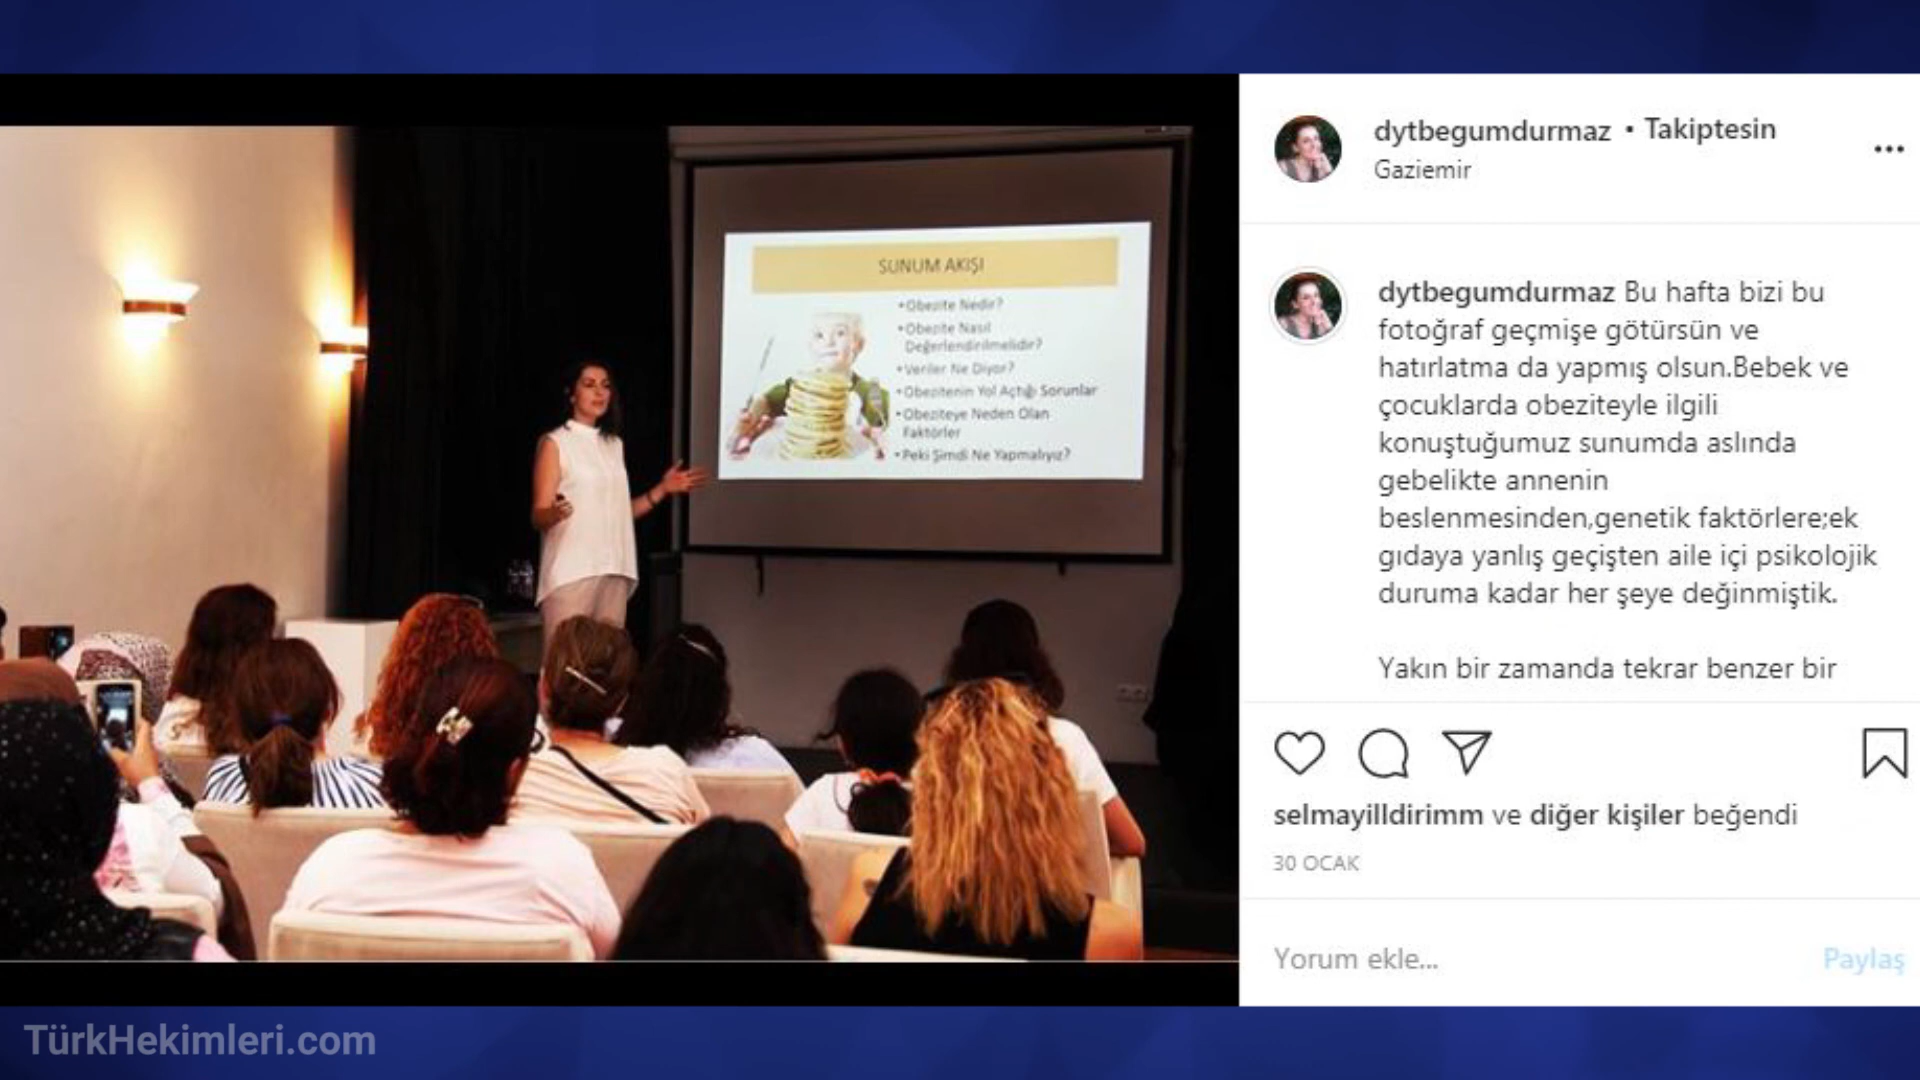 SUNUM AKIŞI
• Obezite Nedir?
• Obezite Nasıl
Değerlendirilmelidir?
• Veriler Ne Diyor?
• Obezitenin Yol Açtığı Sorunlar
• Obeziteye Neden Olan
Faktörler
• Peki Şimdi Ne Yapmalıyız?
dytbegumdurmaz • Takiptesin
Gaziemir
dytbegumdurmaz Bu hafta bizi bu
fotoğraf geçmişe götürsün ve
hatırlatma da yapmış olsun.Bebek ve
çocuklarda obeziteyle ilgili
konuştuğumuz sunumda aslında
gebelikte annenin
beslenmesinden,genetik faktörlere;ek
gıdaya yanlış geçişten aile içi psikolojik
duruma kadar her şeye değinmiştik.
Yakın bir zamanda tekrar benzer bir
selmayilldirimm ve diğer kişiler beğendi
30 OCAK
Yorum ekle...
Paylaş
TürkHekimleri.com